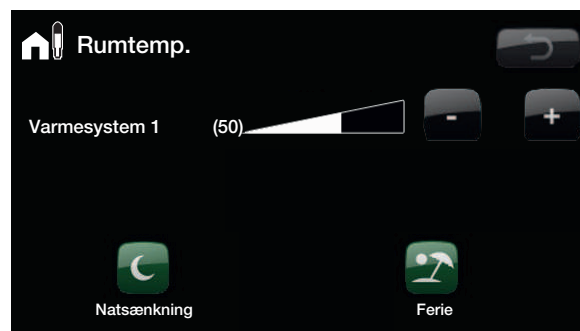 Rumtemp.
Varmesystem 1 (50) - +
Natsænkning
Ferie